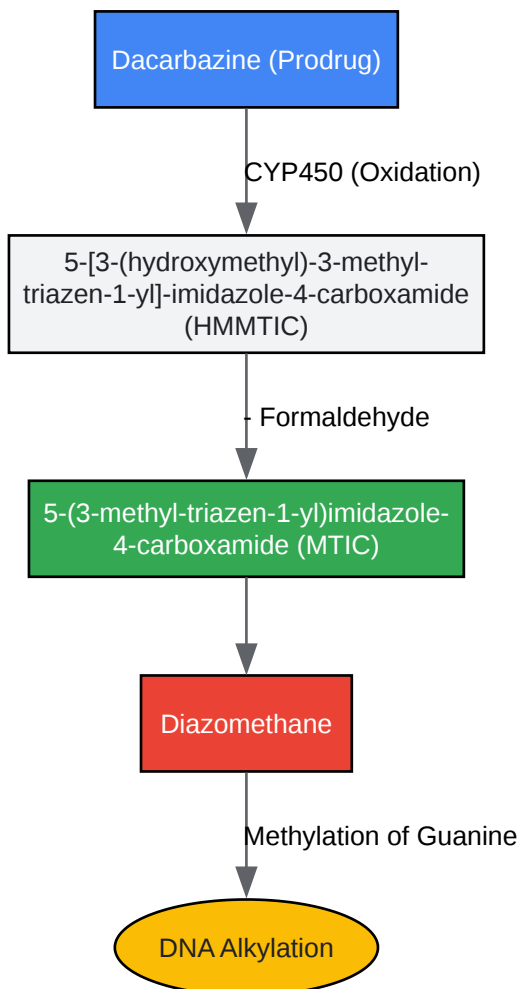 Dacarbazine (Prodrug)
CYP450 (Oxidation)
5-[3-(hydroxymethyl)-3-methyl-
triazen-1-yl]-imidazole-4-carboxamide
(HMMTIC)
- Formaldehyde
5-(3-methyl-triazen-1-yl)imidazole-
4-carboxamide (MTIC)
Diazomethane
Methylation of Guanine
DNA Alkylation